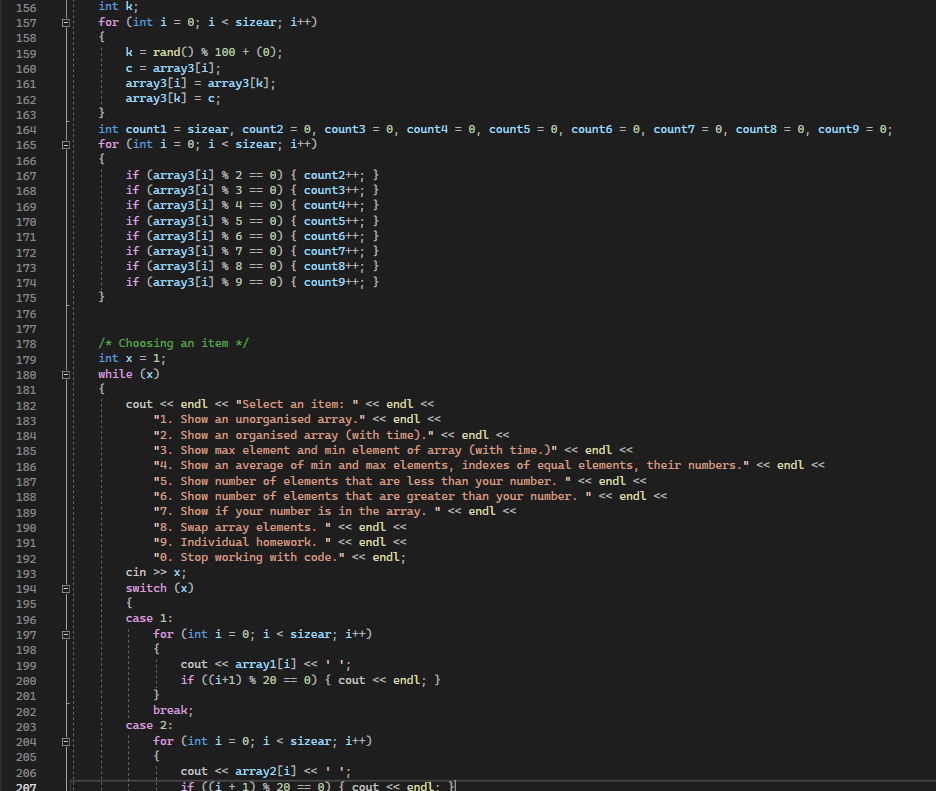 156 int k;
157 for (int i = 0; i < sizear; i++)
158 {
159 k = rand() % 100 + (0);
160 c = array3[i];
161 array3[i] = array3[k];
162 array3[k] = c;
163 }
164 int count1 = sizear, count2 = 0, count3 = 0, count4 = 0, count5 = 0, count6 = 0, count7 = 0, count8 = 0, count9 = 0;
165 for (int i = 0; i < sizear; i++)
166 {
167 if (array3[i] % 2 == 0) { count2++; }
168 if (array3[i] % 3 == 0) { count3++; }
169 if (array3[i] % 4 == 0) { count4++; }
170 if (array3[i] % 5 == 0) { count5++; }
171 if (array3[i] % 6 == 0) { count6++; }
172 if (array3[i] % 7 == 0) { count7++; }
173 if (array3[i] % 8 == 0) { count8++; }
174 if (array3[i] % 9 == 0) { count9++; }
175 }
176
177
178 /* Choosing an item */
179 int x = 1;
180 while (x)
181 {
182 cout << endl << "Select an item: " << endl <<
183 "1. Show an unorganised array." << endl <<
184 "2. Show an organised array (with time)." << endl <<
185 "3. Show max element and min element of array (with time.)" << endl <<
186 "4. Show an average of min and max elements, indexes of equal elements, their numbers." << endl <<
187 "5. Show number of elements that are less than your number. " << endl <<
188 "6. Show number of elements that are greater than your number. " << endl <<
189 "7. Show if your number is in the array. " << endl <<
190 "8. Swap array elements. " << endl <<
191 "9. Individual homework. " << endl <<
192 "0. Stop working with code." << endl;
193 cin >> x;
194 switch (x)
195 {
196 case 1:
197 for (int i = 0; i < sizear; i++)
198 {
199 cout << array1[i] << ' ';
200 if ((i+1) % 20 == 0) { cout << endl; }
201 }
202 break;
203 case 2:
204 for (int i = 0; i < sizear; i++)
205 {
206 cout << array2[i] << ' ';
207 if ((i + 1) % 20 == 0) { cout << endl; }